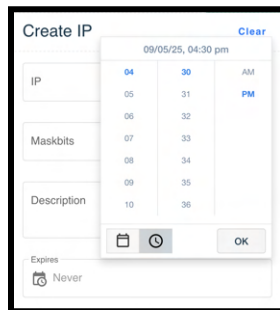 Create IP
Clear
09/05/25, 04:30 pm
04 30 AM
05 31 PM
06 32
07 33
08 34
09 35
10 36
OK
IP
Maskbits
Description
Expires
Never